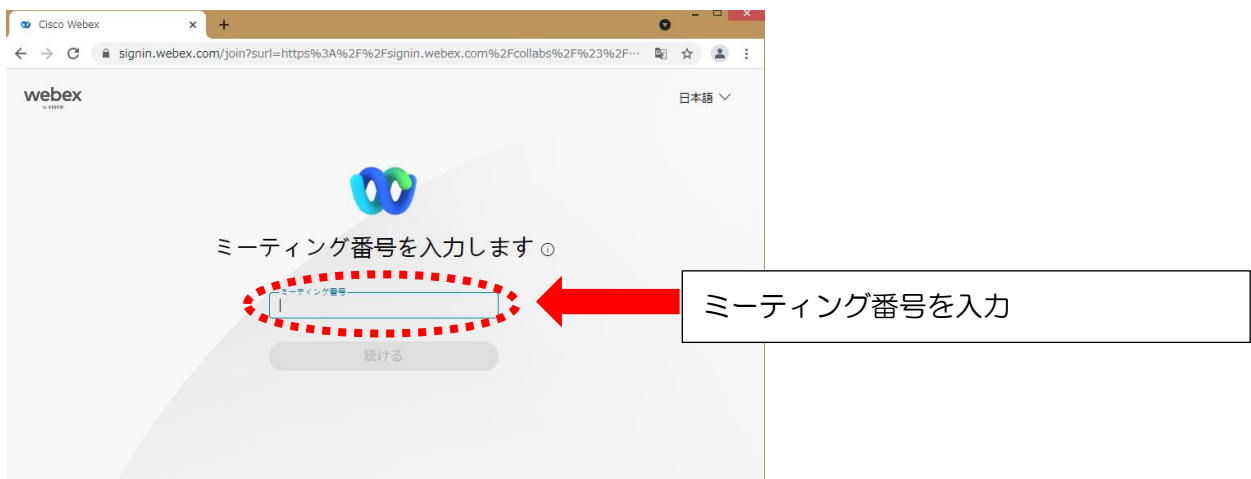 Cisco Webex
signin.webex.com/join?surl=https%3A%2F%2Fsignin.webex.com%2Fcollabs%2F%23%2F…
webex
by CISCO
日本語
ミーティング番号を入力します
ミーティング番号
続ける
ミーティング番号を入力